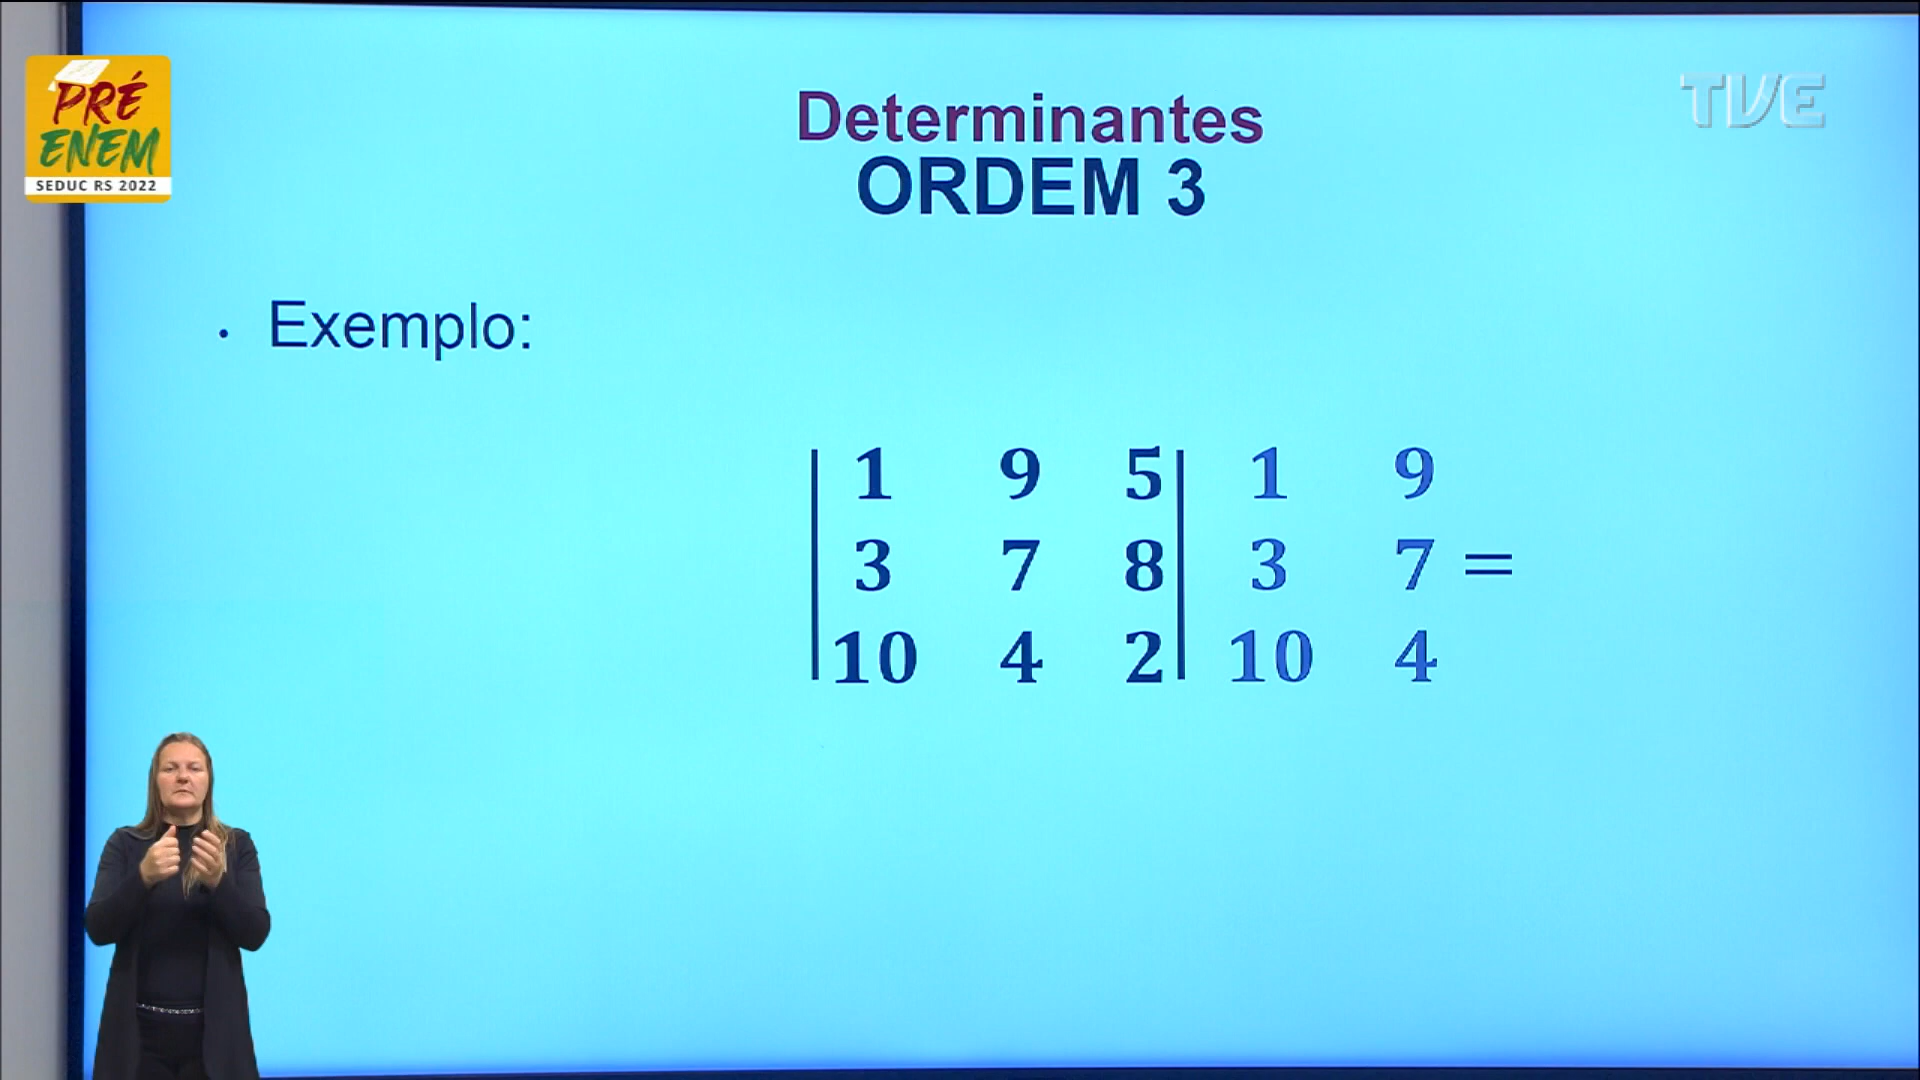 PRÉ
ENEM
SEDUC RS 2022
TVE
Determinantes
ORDEM 3
• Exemplo:
1 9 5 1 9
3 7 8 3 7 =
10 4 2 10 4